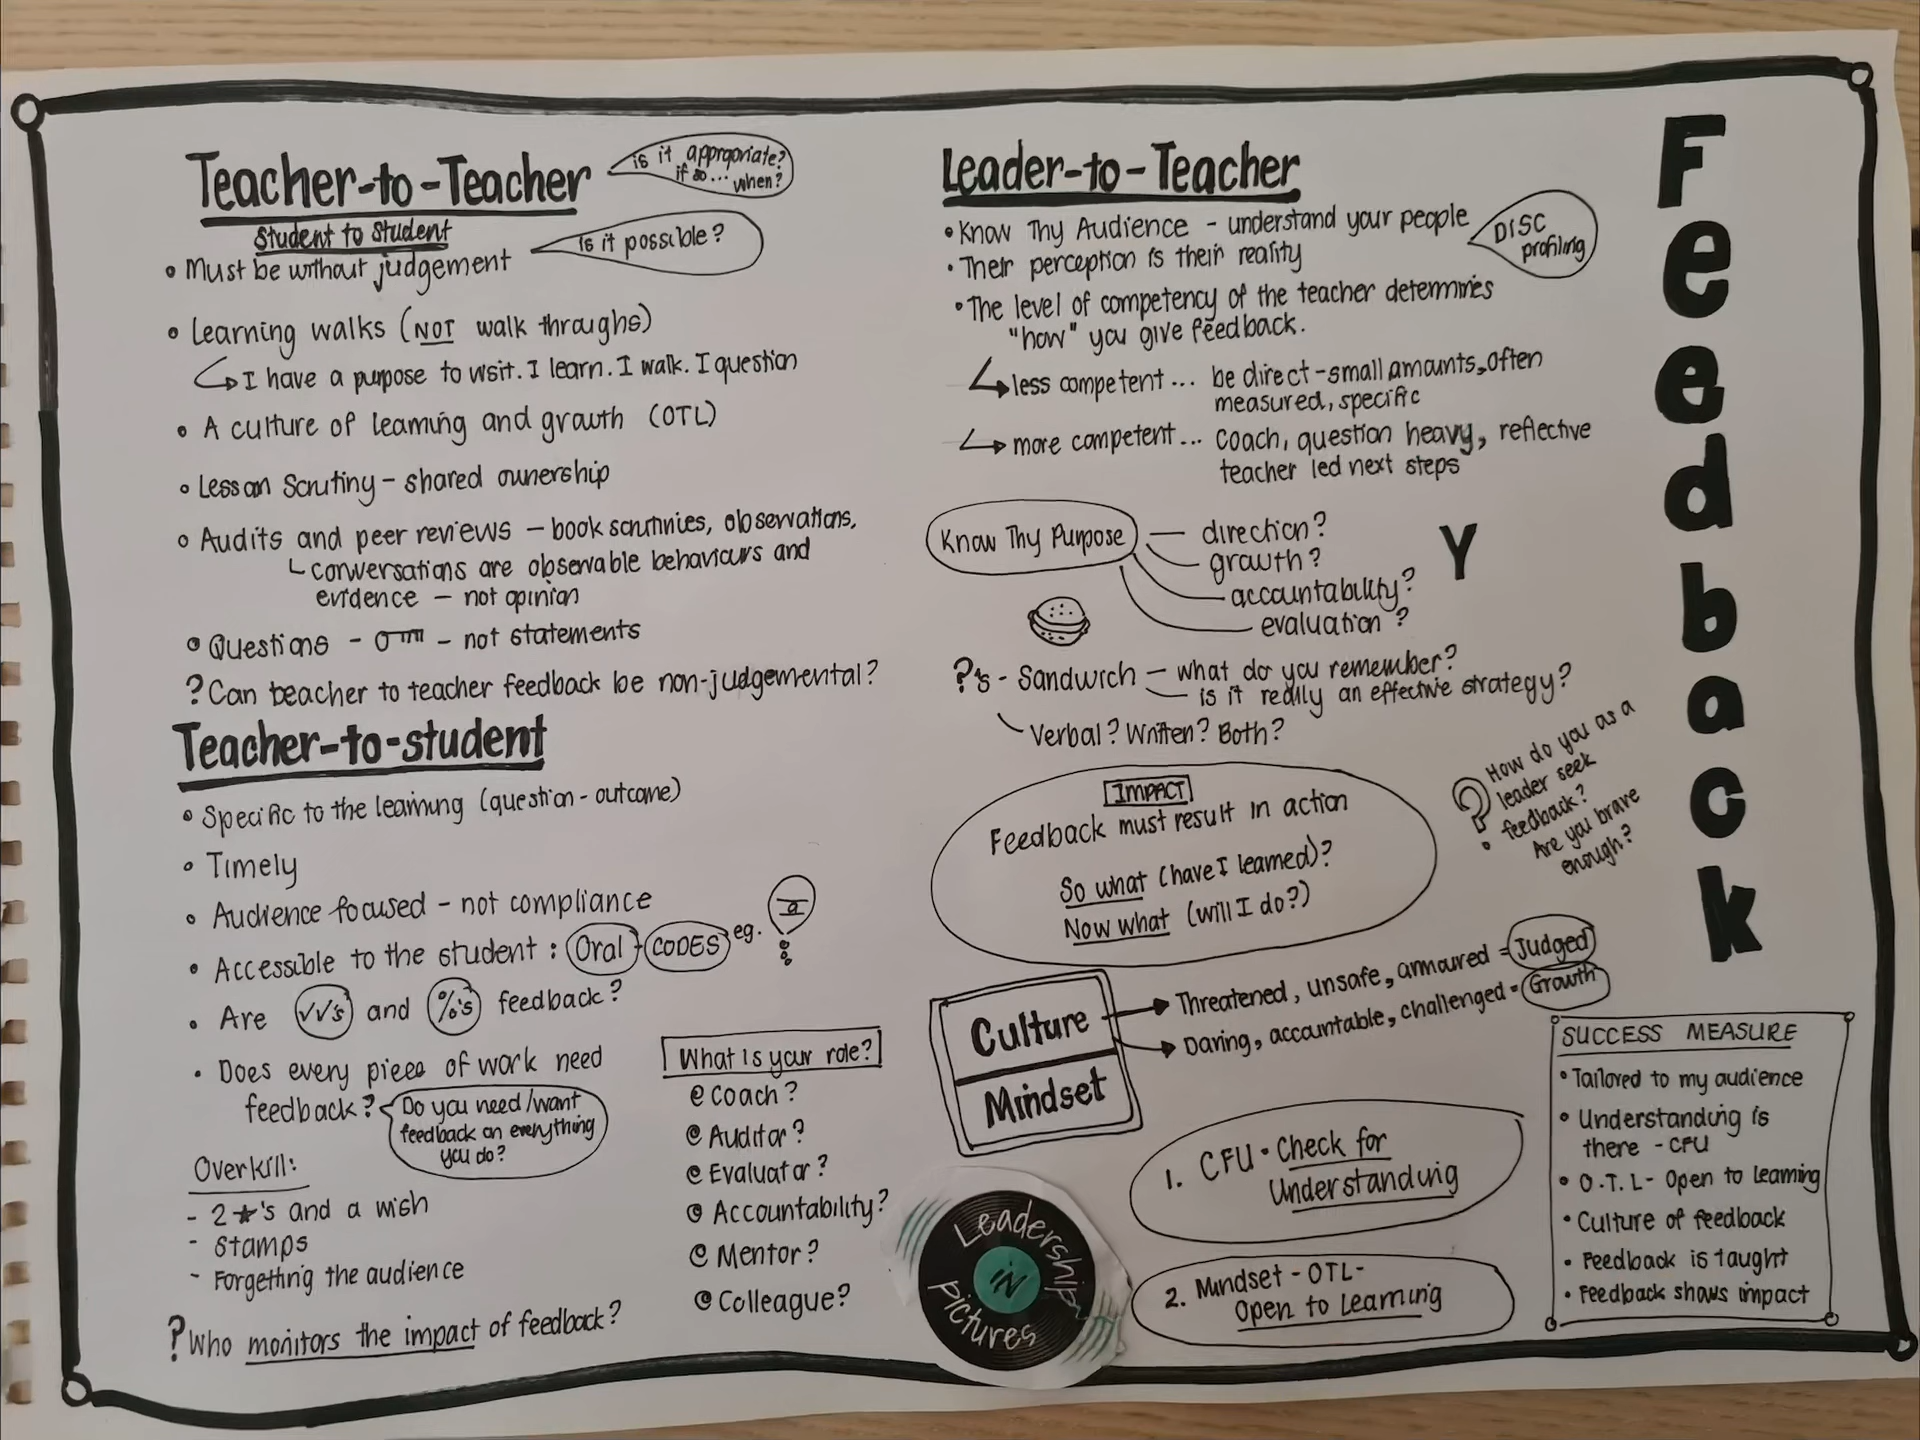 Feedback
Teacher-to-Teacher
is it appropriate?
if so... when?
Student to Student
is it possible?
• Must be without judgement
• Learning walks (NOT walk throughs)
↳ I have a purpose to visit. I learn. I walk. I question
• A culture of learning and growth (OTL)
• Lesson Scrutiny - shared ownership
• Audits and peer reviews - book scrutinies, observations,
conversations are observable behaviours and
evidence - not opinion
• Questions - - not statements
? Can teacher to teacher feedback be non-judgemental?
Teacher-to-student
• Specific to the learning (question-outcome)
• Timely
• Audience focused - not compliance
• Accessible to the student: Oral + CODES eg. a
• Are √√'s and %'s feedback?
• Does every piece of work need
feedback?
Do you need/want
feedback on everything
you do?
Overkill:
- 2 ★'s and a wish
- Stamps
- Forgetting the audience
? Who monitors the impact of feedback?
What is your role?
Coach?
Auditor?
Evaluator?
Accountability?
Mentor?
Colleague?
Leader-to-Teacher
• Know Thy Audience - understand your people
DISC
profiling
• Their perception is their reality
• The level of competency of the teacher determines
"how" you give feedback.
↳ less competent... be direct - small amounts, often
measured, specific
↳ more competent... coach, question heavy, reflective
teacher led next steps
Know Thy Purpose
direction?
growth?
accountability?
evaluation?
Y
?'s - Sandwich - what do you remember?
is it really an effective strategy?
Verbal? Written? Both?
IMPACT
Feedback must result in action
So what (have I learned)?
Now what (will I do?)
? How do you as a
leader seek
feedback?
Are you brave
enough?
Culture
Mindset
Threatened, unsafe, armoured = Judged
Daring, accountable, challenged = Growth
1. CFU • Check for
Understanding
2. Mindset - OTL -
Open to Learning
SUCCESS MEASURE
• Tailored to my audience
• Understanding is
there - CFU
• O.T.L - Open to learning
• Culture of feedback
• Feedback is taught
• Feedback shows impact
Leadership
in
pictures